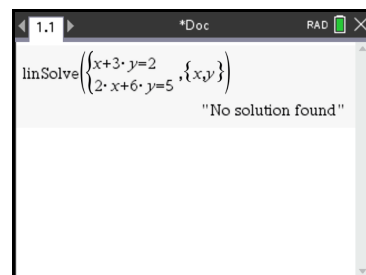 1.1 *Doc RAD
linSolve({x+3·y=2
2·x+6·y=5 ,{x,y})
"No solution found"